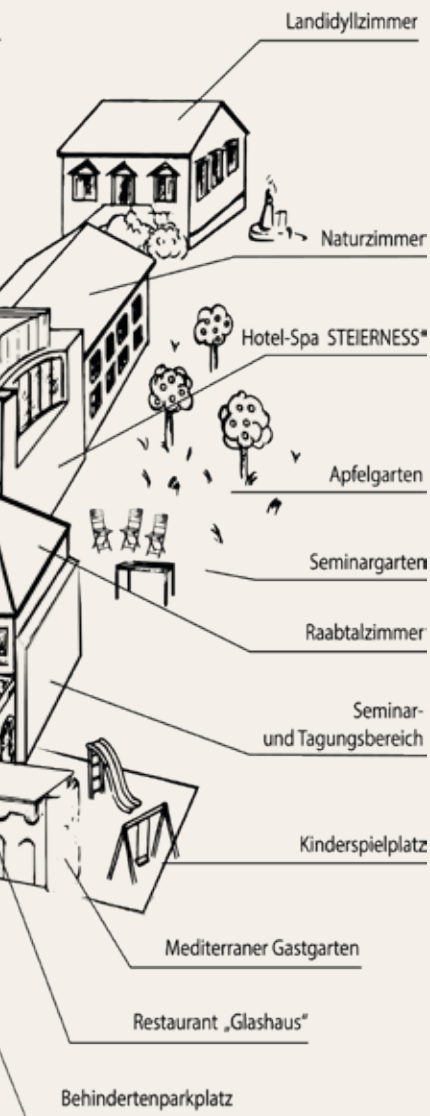 Landidyllzimmer
Naturzimmer
Hotel-Spa STEIERNESS®
Apfelgarten
Seminargarten
Raabtalzimmer
Seminar-
und Tagungsbereich
Kinderspielplatz
Mediterraner Gastgarten
Restaurant „Glashaus“
Behindertenparkplatz